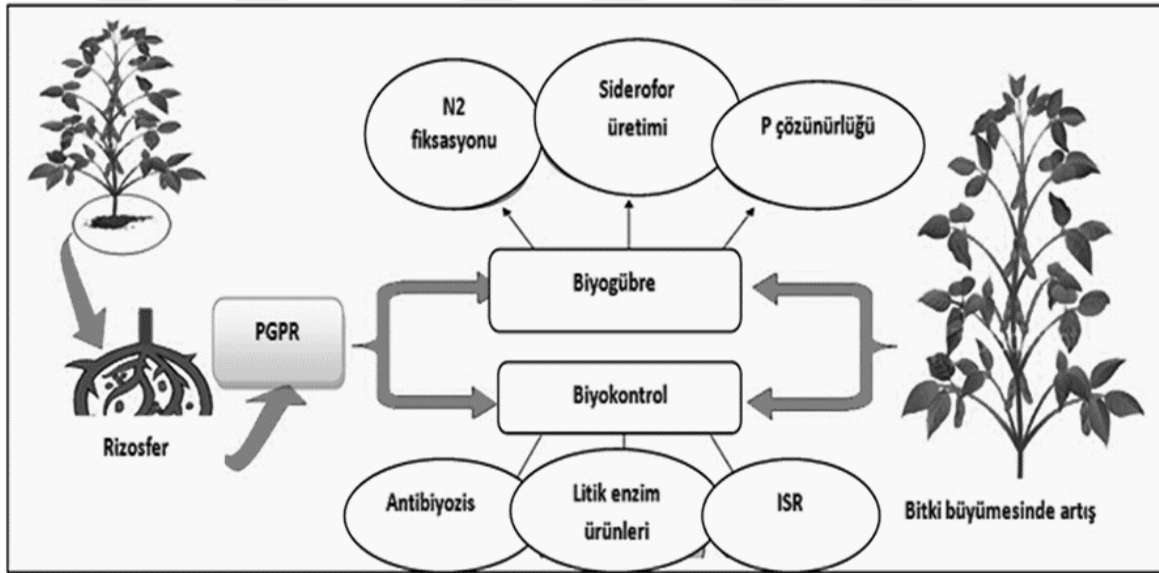 N2
fiksasyonu
Siderofor
üretimi
P çözünürlüğü
Biyogübre
PGPR
Biyokontrol
Rizosfer
Antibiyozis
Litik enzim
ürünleri
ISR
Bitki büyümesinde artış